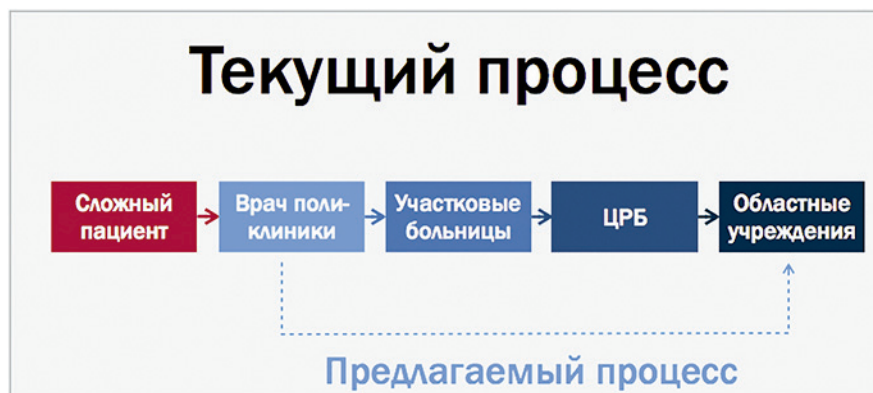 Текущий процесс
Сложный
пациент
Врач поли-
клиники
Участковые
больницы
ЦРБ
Областные
учреждения
Предлагаемый процесс